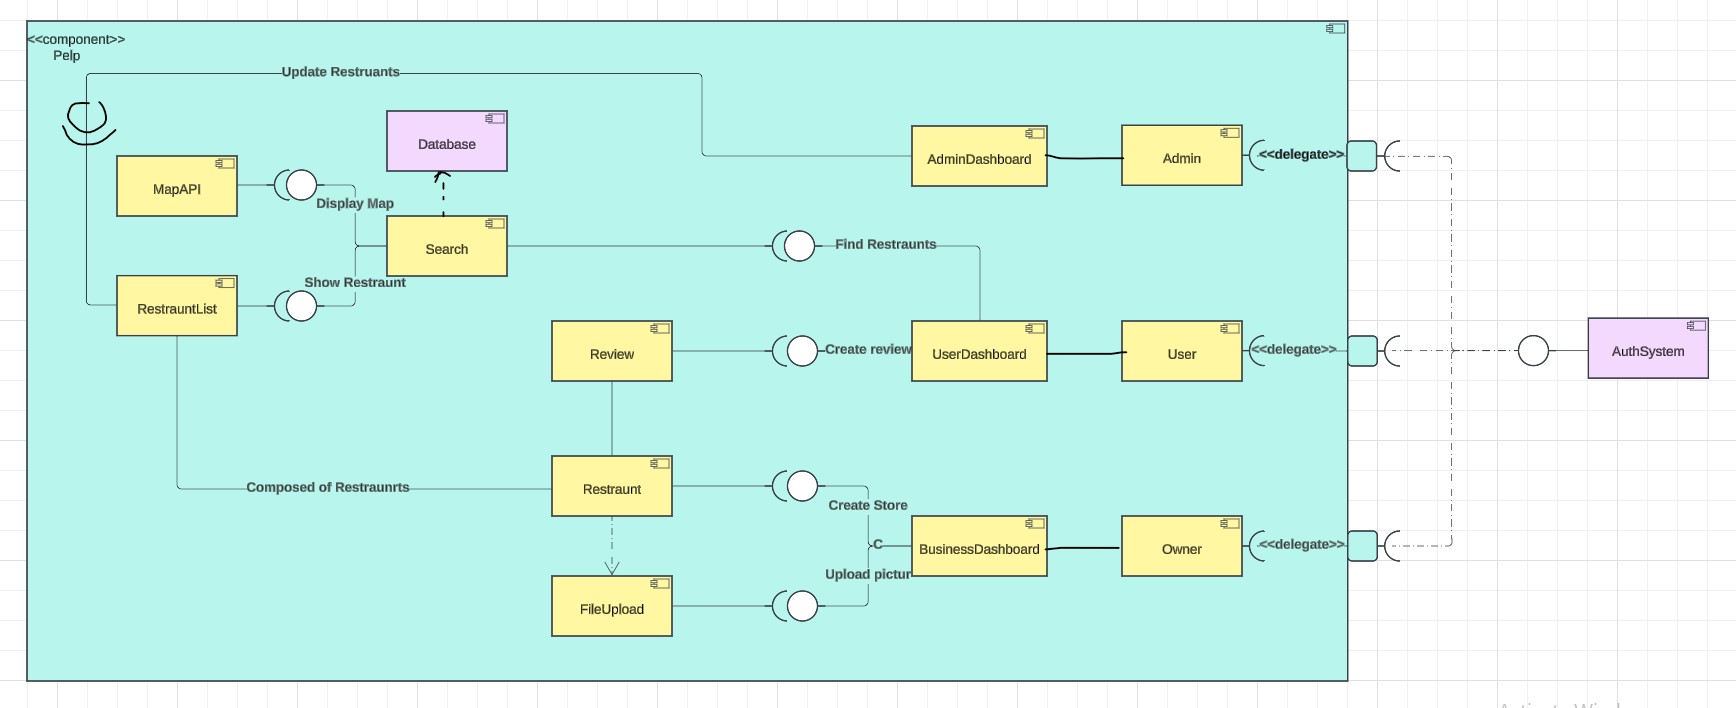 <<component>>
Pelp
Update Restruants
Database
AdminDashboard
Admin
<<delegate>>
MapAPI
Display Map
Search
Find Restraunts
Show Restraunt
RestrauntList
Review
Create review
UserDashboard
User
<<delegate>>
AuthSystem
Composed of Restraunrts
Restraunt
Create Store
C
BusinessDashboard
Owner
<<delegate>>
Upload pictur
FileUpload